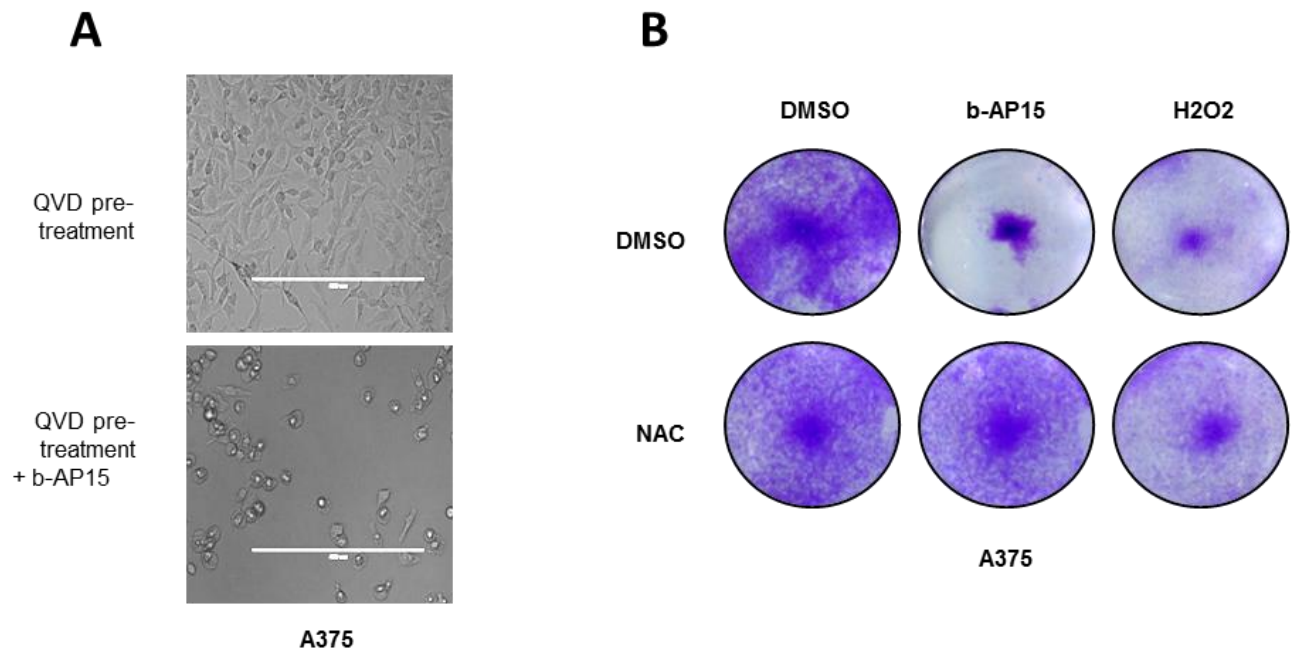 A
B
QVD pre-
treatment
QVD pre-
treatment
+ b-AP15
A375
DMSO
b-AP15
H2O2
DMSO
NAC
A375